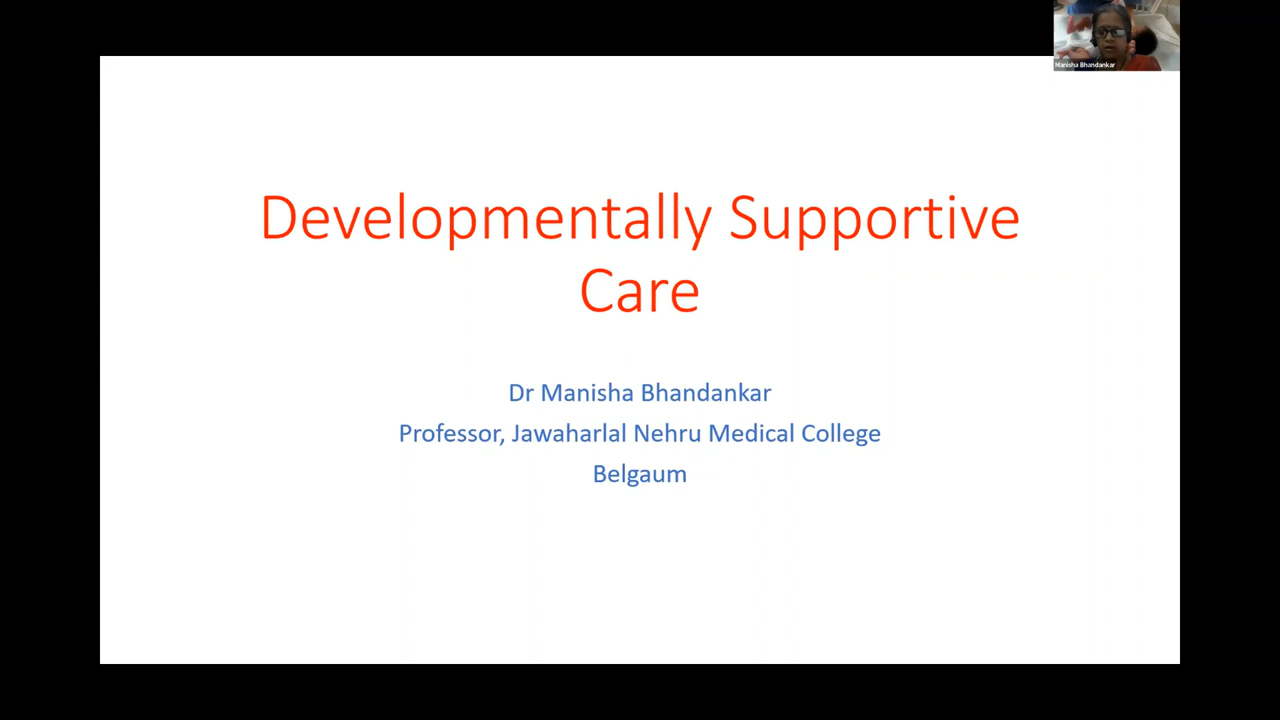 Manisha Bhandankar
Developmentally Supportive
Care
Dr Manisha Bhandankar
Professor, Jawaharlal Nehru Medical College
Belgaum